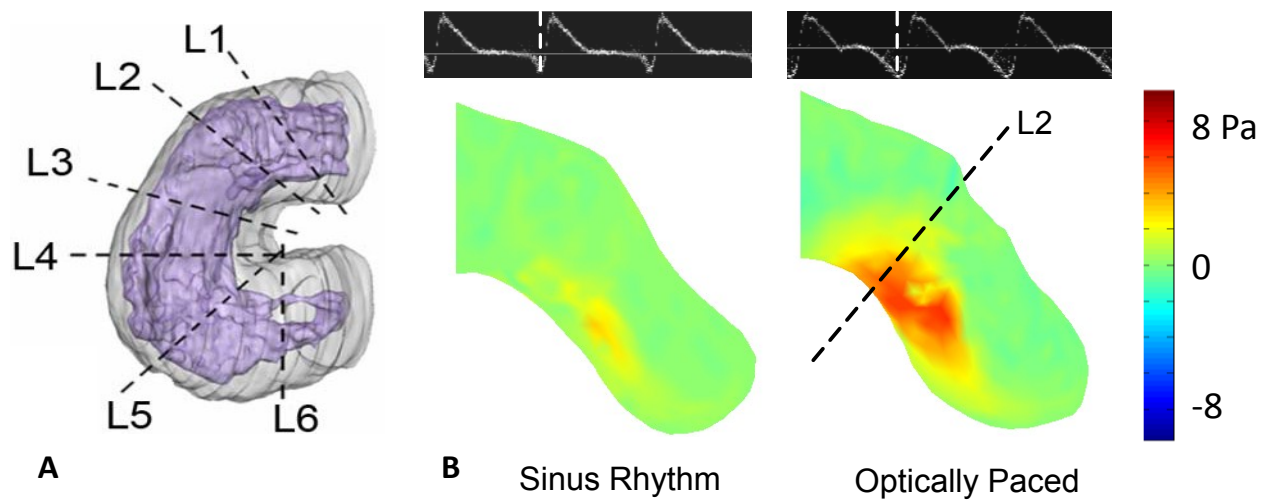 L1
L2
L3
L4
L5
L6
A
L2
8 Pa
0
-8
B
Sinus Rhythm
Optically Paced